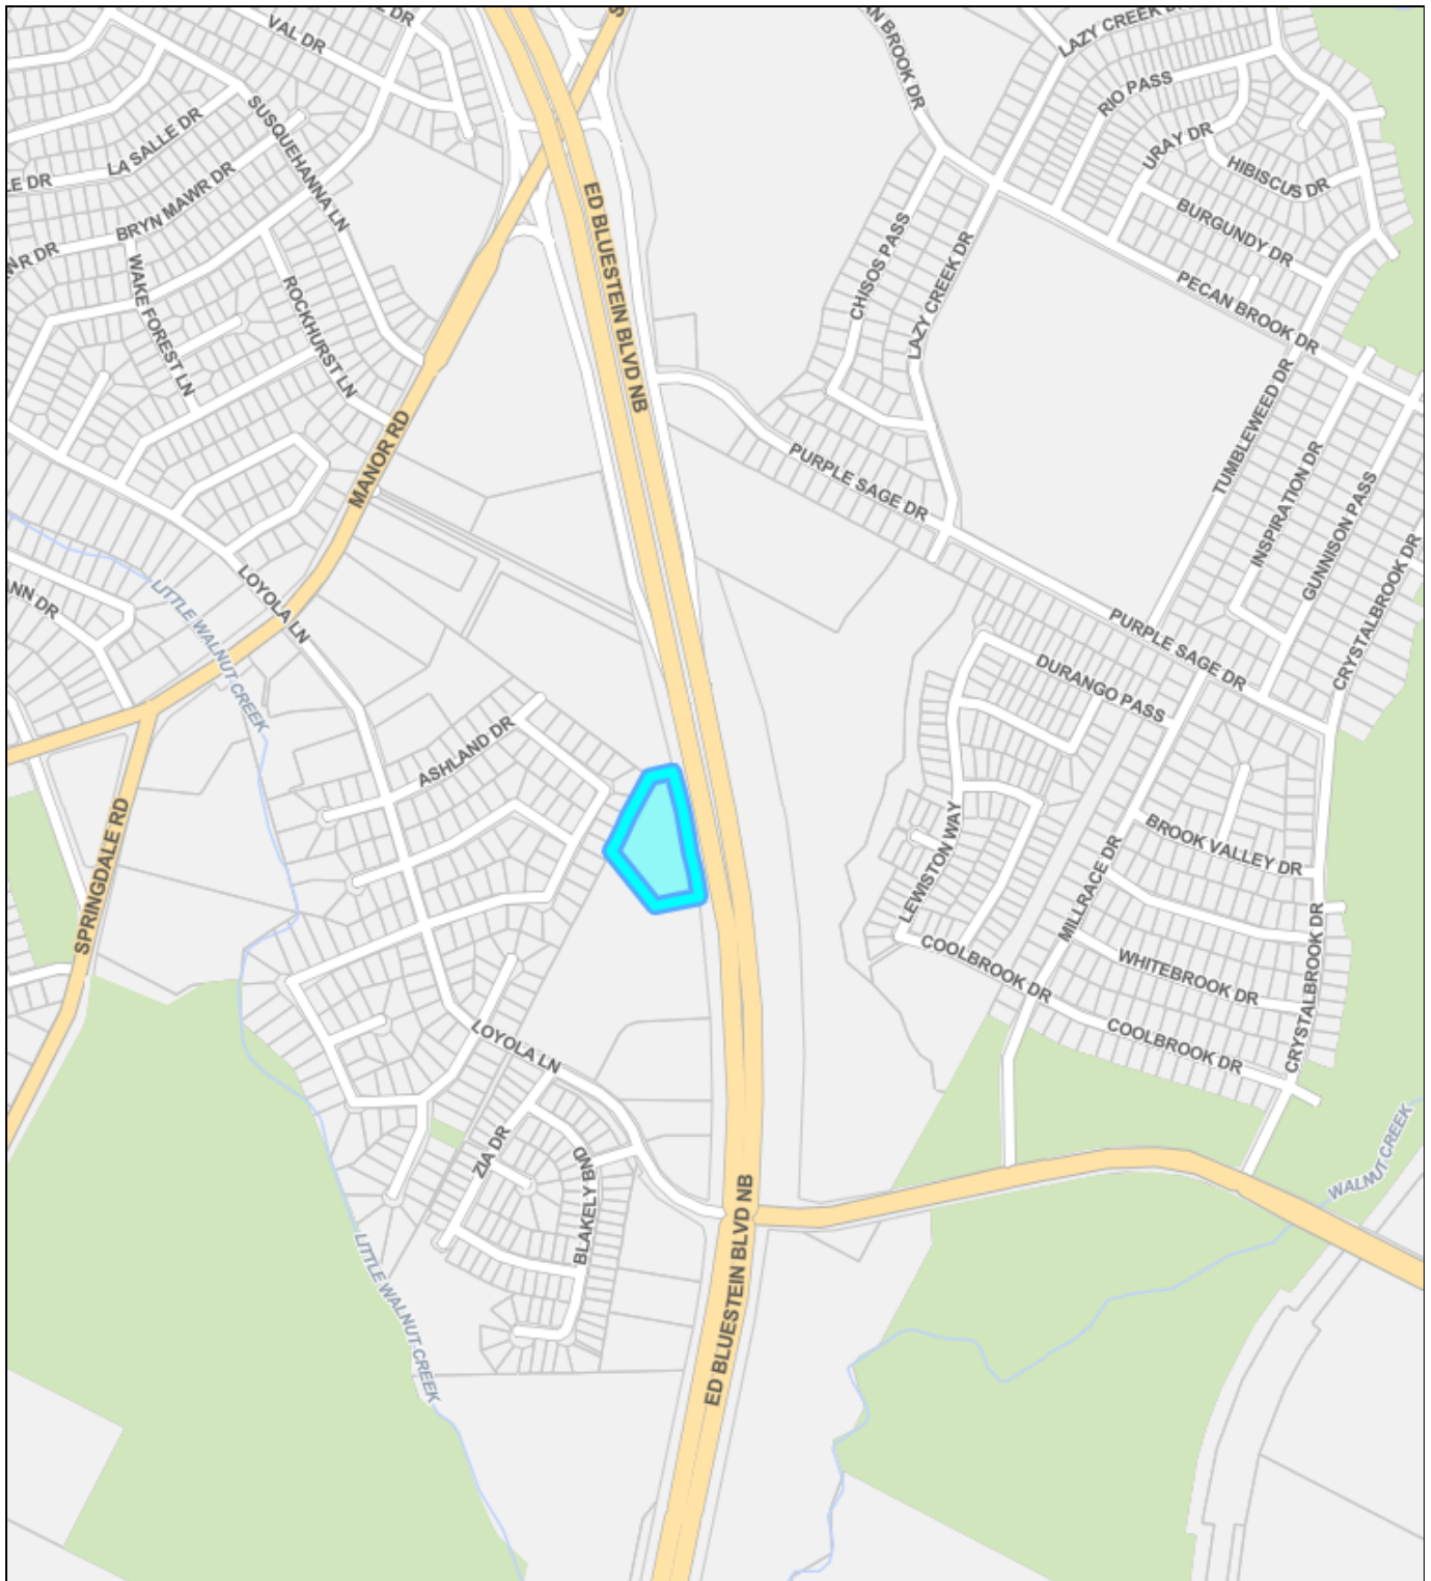 VAL DR
LAZY CREEK
AN BROOK DR
RIO PASS
SUSQUEHANNA LN
LA SALLE DR
LE DR
URAY DR
HIBISCUS DR
BRYN MAWR DR
BURGUNDY DR
NR DR
ED BLUESTEIN BLVD NB
CHISOS PASS
LAZY CREEK DR
PECAN BROOK DR
WAKE FOREST LN
ROCKHURST LN
TUMBLEWEED DR
MANOR RD
PURPLE SAGE DR
INSPIRATION DR
GUNNISON PASS
CRYSTALBROOK DR
ANN DR
LOYOLA LN
LITTLE WALNUT CREEK
PURPLE SAGE DR
DURANGO PASS
ASHLAND DR
SPRINGDALE RD
LEWISTON WAY
MILLRACE DR
BROOK VALLEY DR
COOLBROOK DR
WHITEBROOK DR
CRYSTALBROOK DR
LOYOLA LN
COOLBROOK DR
ZIA DR
BLAKELY BND
WALNUT CREEK
LITTLE WALNUT CREEK
ED BLUESTEIN BLVD NB